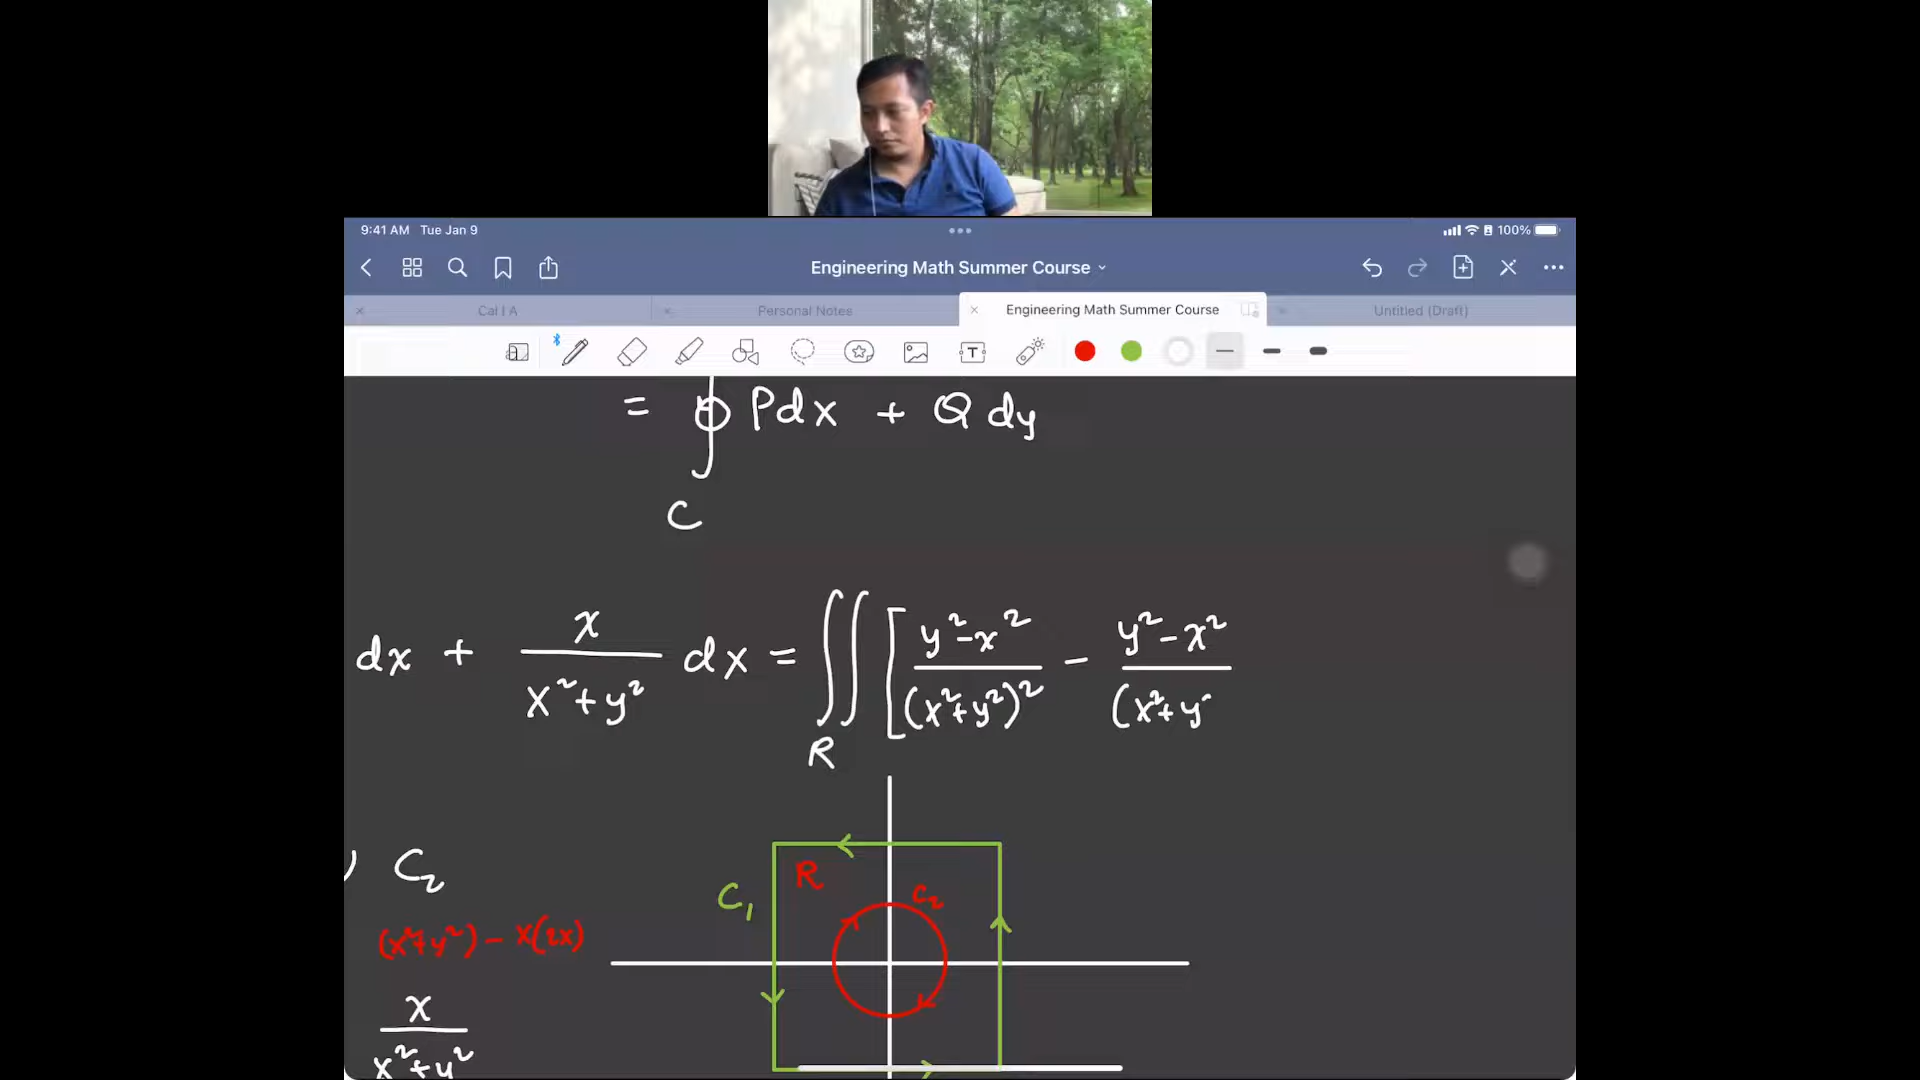 9:41 AM Tue Jan 9
100%
Engineering Math Summer Course
Cal I A
Personal Notes
Engineering Math Summer Course
Untitled (Draft)
T
= ∮ Pdx + Q dy
C
dx + x/(x²+y²) dx = ∬ [ (y²-x²)/(x²+y²)² - (y²-x²)/(x²+y
R
) C₂
C₁
R
C₂
(x²+y²) - x(2x)
x/(x²+y²